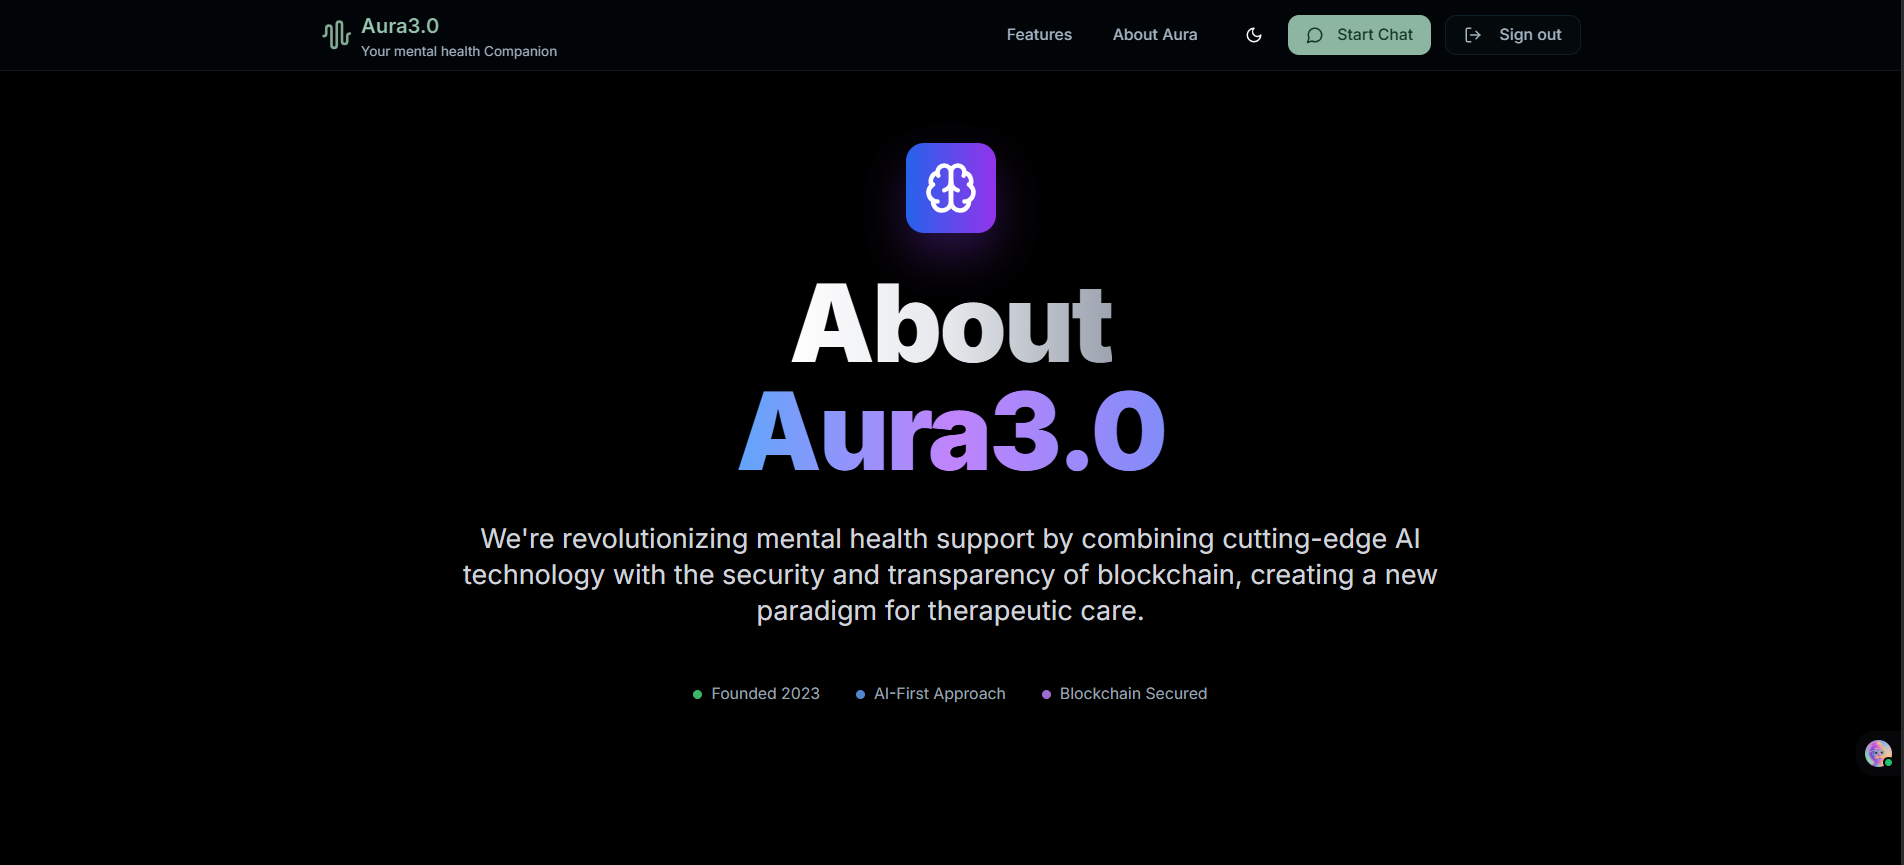 Aura3.0
Your mental health Companion
Features
About Aura
Start Chat
Sign out
About
Aura3.0
We're revolutionizing mental health support by combining cutting-edge AI
technology with the security and transparency of blockchain, creating a new
paradigm for therapeutic care.
Founded 2023
AI-First Approach
Blockchain Secured